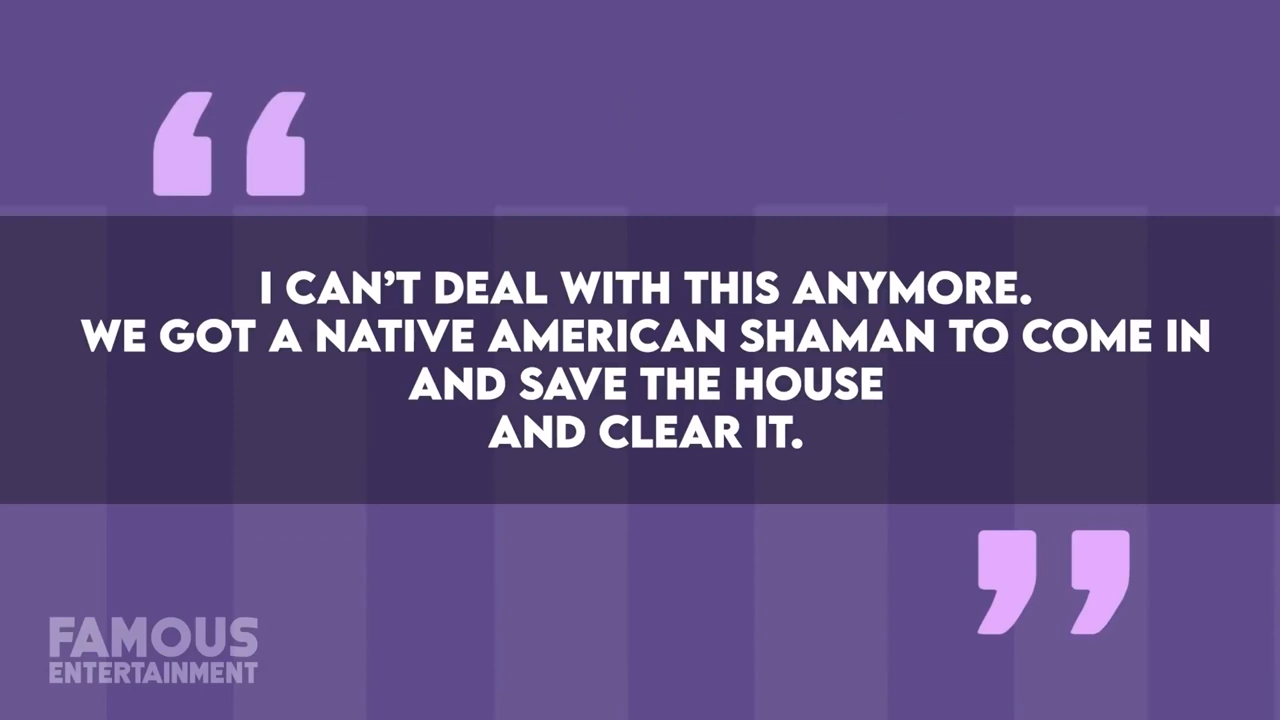 I CAN'T DEAL WITH THIS ANYMORE.
WE GOT A NATIVE AMERICAN SHAMAN TO COME IN
AND SAVE THE HOUSE
AND CLEAR IT.
FAMOUS
ENTERTAINMENT